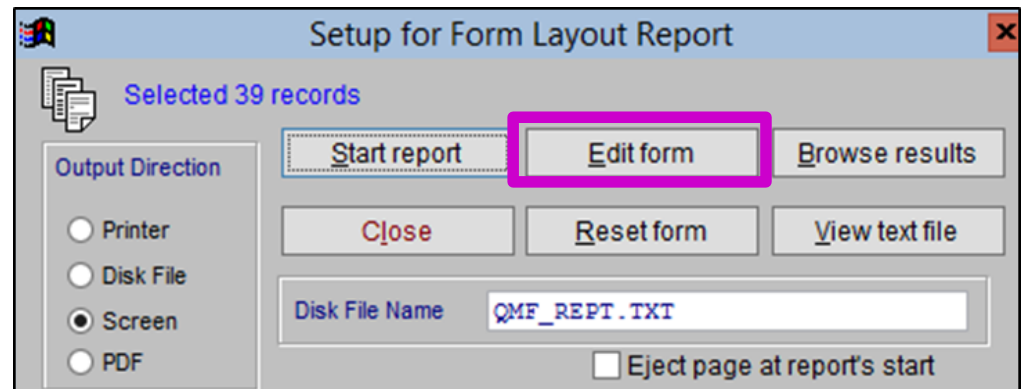 Setup for Form Layout Report
Selected 39 records
Start report
Edit form
Browse results
Output Direction
Close
Reset form
View text file
Printer
Disk File
Screen
PDF
Disk File Name
QMF_REPT.TXT
Eject page at report's start